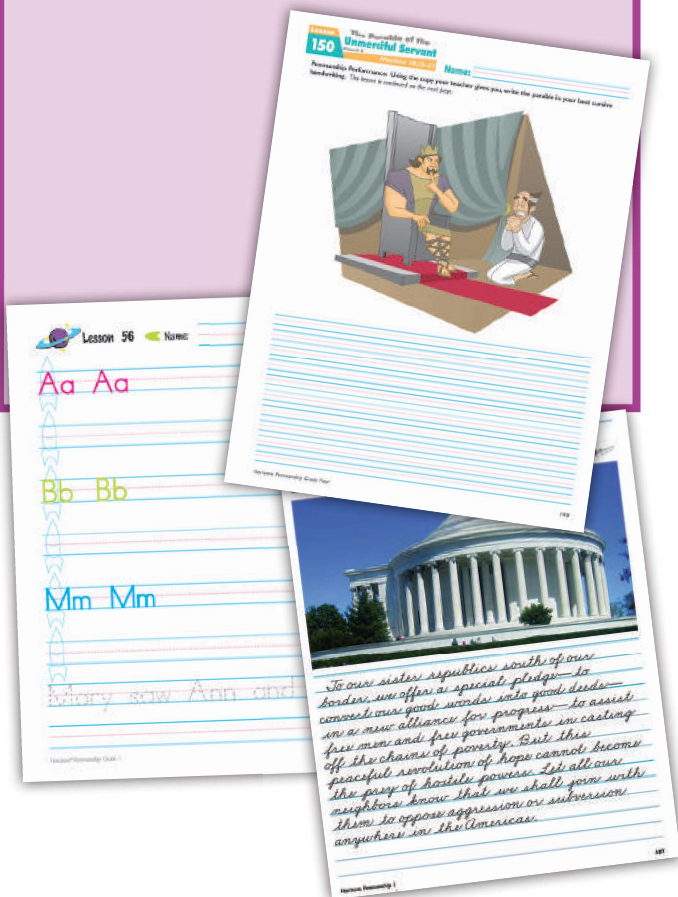 Lesson
150
The Parable of the
Unmerciful Servant
Matthew 18:23-37
Name:
Penmanship Performance: Using the copy your teacher gives you, write the parable in your best cursive
handwriting. The lesson is continued on the next page.
Horizons Penmanship Grade Four
Lesson 56
Name:
Aa Aa
Bb Bb
Mm Mm
Mary saw Ann and
Horizons Penmanship Grade 1
To our sister republics south of our
border, we offer a special pledge—to
convert our good words into good deeds—
in a new alliance for progress—to assist
free men and free governments in casting
off the chains of poverty. But this
peaceful revolution of hope cannot become
the prey of hostile powers. Let all our
neighbors know that we shall join with
them to oppose aggression or subversion
anywhere in the Americas.
Horizons Penmanship